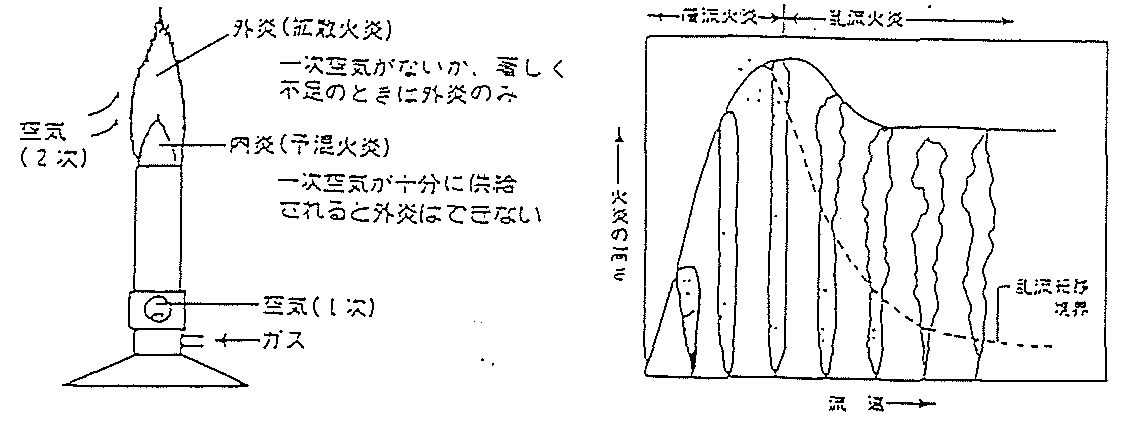 外炎(拡散火炎)
一次空気がないか、著しく
不足のときは外炎のみ
空気
(2次)
内炎(予混火炎)
一次空気が十分に供給
されると外炎はできない
空気(1次)
ガス
層流火炎
乱流火炎
火炎の高さ
乱流遷移
境界
流速